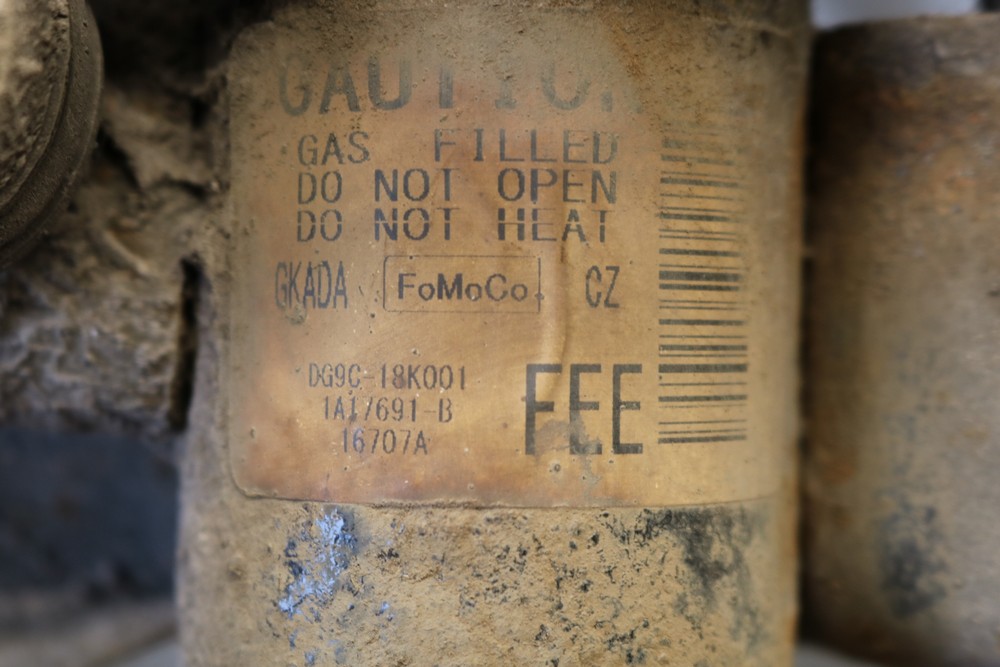 CAUTION
GAS FILLED
DO NOT OPEN
DO NOT HEAT
GKADA FoMoCo CZ
DG9C-18K001
1A17691-B
16707A
FEE